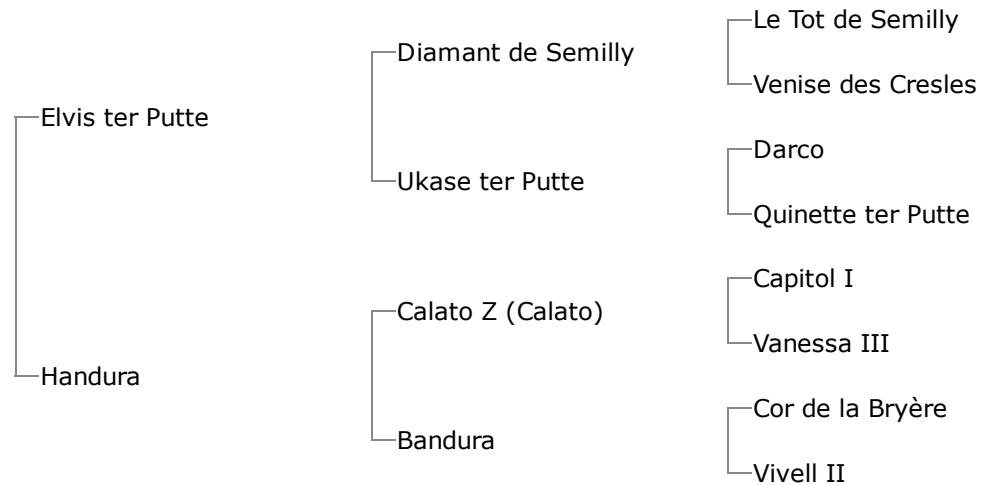 Le Tot de Semilly
Diamant de Semilly
Venise des Cresles
Elvis ter Putte
Darco
Ukase ter Putte
Quinette ter Putte
Capitol I
Calato Z (Calato)
Vanessa III
Handura
Cor de la Bryère
Bandura
Vivell II